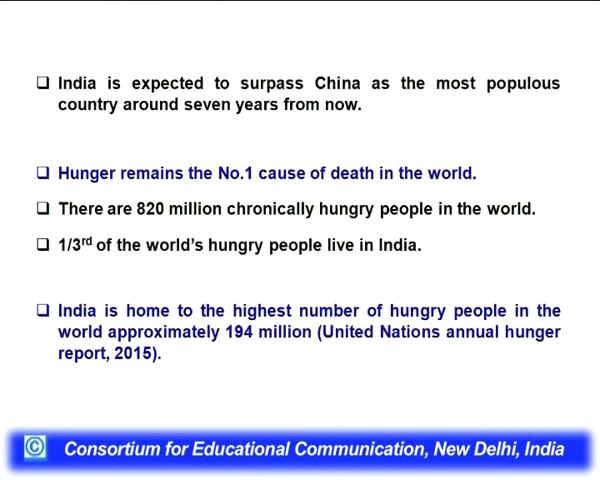 ❑ India is expected to surpass China as the most populous
country around seven years from now.
❑ Hunger remains the No.1 cause of death in the world.
❑ There are 820 million chronically hungry people in the world.
❑ 1/3rd of the world's hungry people live in India.
❑ India is home to the highest number of hungry people in the
world approximately 194 million (United Nations annual hunger
report, 2015).
© Consortium for Educational Communication, New Delhi, India